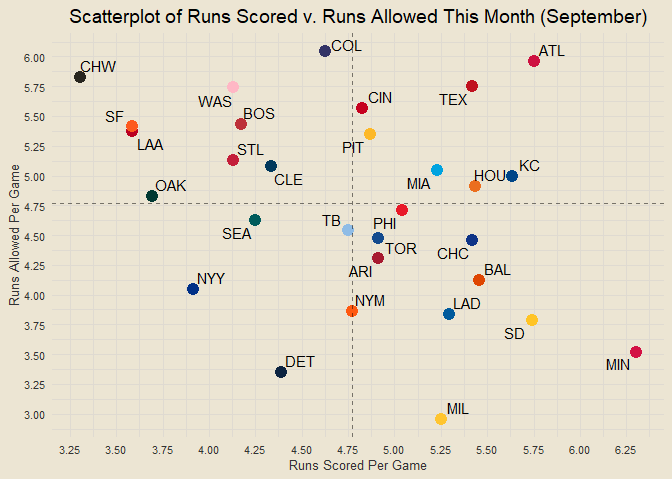 Scatterplot of Runs Scored v. Runs Allowed This Month (September)
6.00
5.75
5.50
5.25
5.00
4.75
4.50
4.25
4.00
3.75
3.50
3.25
3.00
Runs Allowed Per Game
COL
ATL
CHW
WAS
TEX
CIN
SF
BOS
LAA
PIT
STL
CLE
KC
HOU
MIA
OAK
SEA
TB
PHI
TOR
CHC
ARI
BAL
NYY
NYM
LAD
SD
DET
MIN
MIL
3.25 3.50 3.75 4.00 4.25 4.50 4.75 5.00 5.25 5.50 5.75 6.00 6.25
Runs Scored Per Game